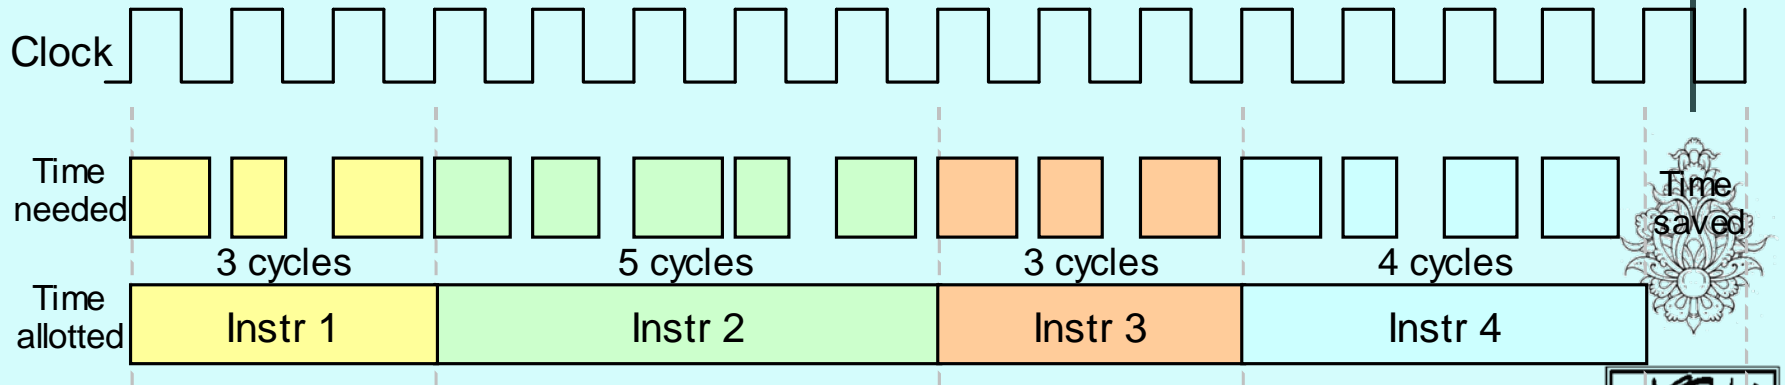 Clock
Time
needed
Time
saved
3 cycles
5 cycles
3 cycles
4 cycles
Time
allotted
Instr 1
Instr 2
Instr 3
Instr 4